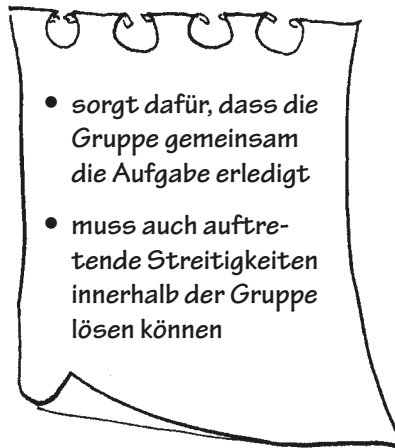 • sorgt dafür, dass die
Gruppe gemeinsam
die Aufgabe erledigt
• muss auch auftre-
tende Streitigkeiten
innerhalb der Gruppe
lösen können